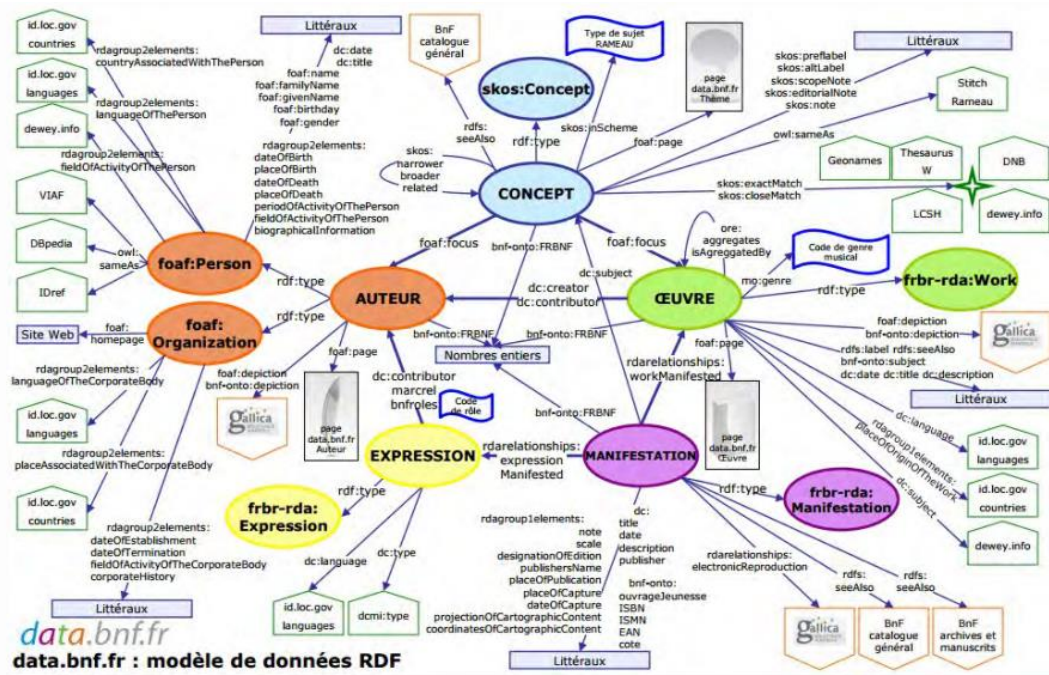 id.loc.gov
countries
id.loc.gov
languages
dewey.info
VIAF
DBpedia
IDref
Site Web
id.loc.gov
languages
id.loc.gov
countries
rdagroup2elements:
countryAssociatedWithThePerson
rdagroup2elements:
languageOfThePerson
rdagroup2elements:
fieldOfActivityOfThePerson
owl:
sameAs
foaf:Person
rdf:type
rdf:type
foaf:
Organization
foaf:
homepage
rdagroup2elements:
languageOfTheCorporateBody
rdagroup2elements:
placeAssociatedWithTheCorporateBody
rdagroup2elements:
dateOfEstablishment
dateOfTermination
fieldOfActivityOfTheCorporateBody
corporateHistory
Littéraux
Littéraux
dc:date
dc:title
foaf:name
foaf:familyName
foaf:givenName
foaf:birthday
foaf:gender
rdagroup2elements:
dateOfBirth
placeOfBirth
dateOfDeath
placeOfDeath
periodOfActivityOfThePerson
fieldOfActivityOfThePerson
biographicalInformation
BnF
catalogue
général
rdfs:
seeAlso
skos:Concept
rdf:type
Type de sujet
RAMEAU
skos:inScheme
page
data.bnf.fr
Thème
foaf:page
skos:
narrower
broader
related
CONCEPT
Littéraux
skos:preflabel
skos:altLabel
skos:scopeNote
skos:editorialNote
skos:note
Stitch
Rameau
owl:sameAs
Geonames
Thesaurus
W
DNB
LCSH
dewey.info
skos:exactMatch
skos:closeMatch
foaf:focus
bnf-onto:FRBNF
foaf:focus
dc:subject
ore:
aggregates
isAgreggatedBy
Code de genre
musical
mo:genre
AUTEUR
dc:creator
dc:contributor
ŒUVRE
rdf:type
frbr-rda:Work
bnf-onto:FRBNF
bnf-onto:FRBNF
Nombres entiers
foaf:page
foaf:depiction
bnf-onto:depiction
gallica
page
data.bnf.fr
Auteur
dc:contributor
marcrel
bnfroles
Code
de rôle
rdarelationships:
workManifested
bnf-onto:FRBNF
foaf:page
page
data.bnf.fr
Œuvre
foaf:depiction
bnf-onto:depiction
gallica
rdfs:label rdfs:seeAlso
bnf-onto:subject
dc:date dc:title dc:description
Littéraux
dc:language
id.loc.gov
languages
rdagroup1elements:
placeOfOriginOfTheWork
id.loc.gov
countries
dc:subject
dewey.info
EXPRESSION
rdarelationships:
expression
Manifested
MANIFESTATION
rdf:type
frbr-rda:
Expression
rdf:type
frbr-rda:
Manifestation
dc:language
dc:type
id.loc.gov
languages
dcmi:type
rdagroup1elements:
note
scale
designationOfEdition
publishersName
placeOfPublication
placeOfCapture
dateOfCapture
projectionOfCartographicContent
coordinatesOfCartographicContent
dc:
title
date
description
publisher
bnf-onto:
ouvrageJeunesse
ISBN
ISMN
EAN
cote
Littéraux
rdarelationships:
electronicReproduction
rdfs:
seeAlso
rdfs:
seeAlso
gallica
BnF
catalogue
général
BnF
archives et
manuscrits
data.bnf.fr
data.bnf.fr : modèle de données RDF